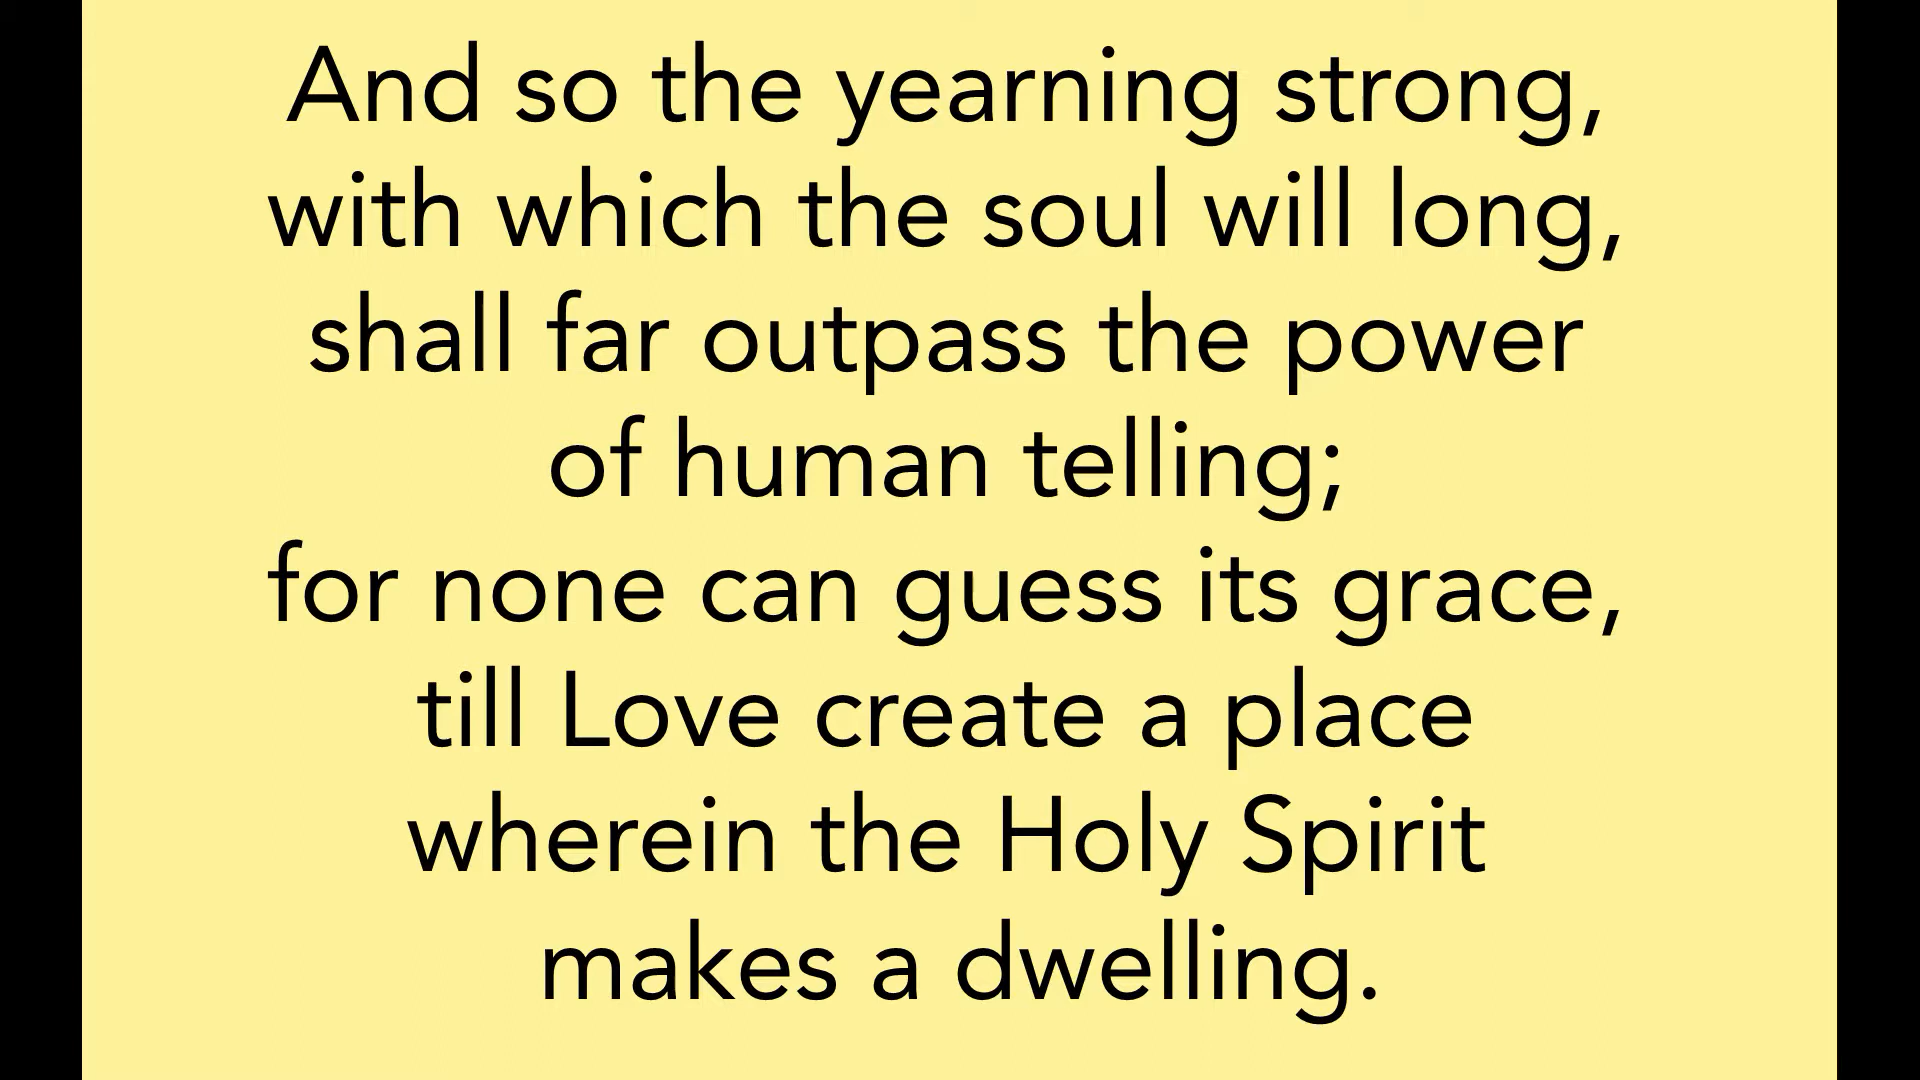 And so the yearning strong,
with which the soul will long,
shall far outpass the power
of human telling;
for none can guess its grace,
till Love create a place
wherein the Holy Spirit
makes a dwelling.